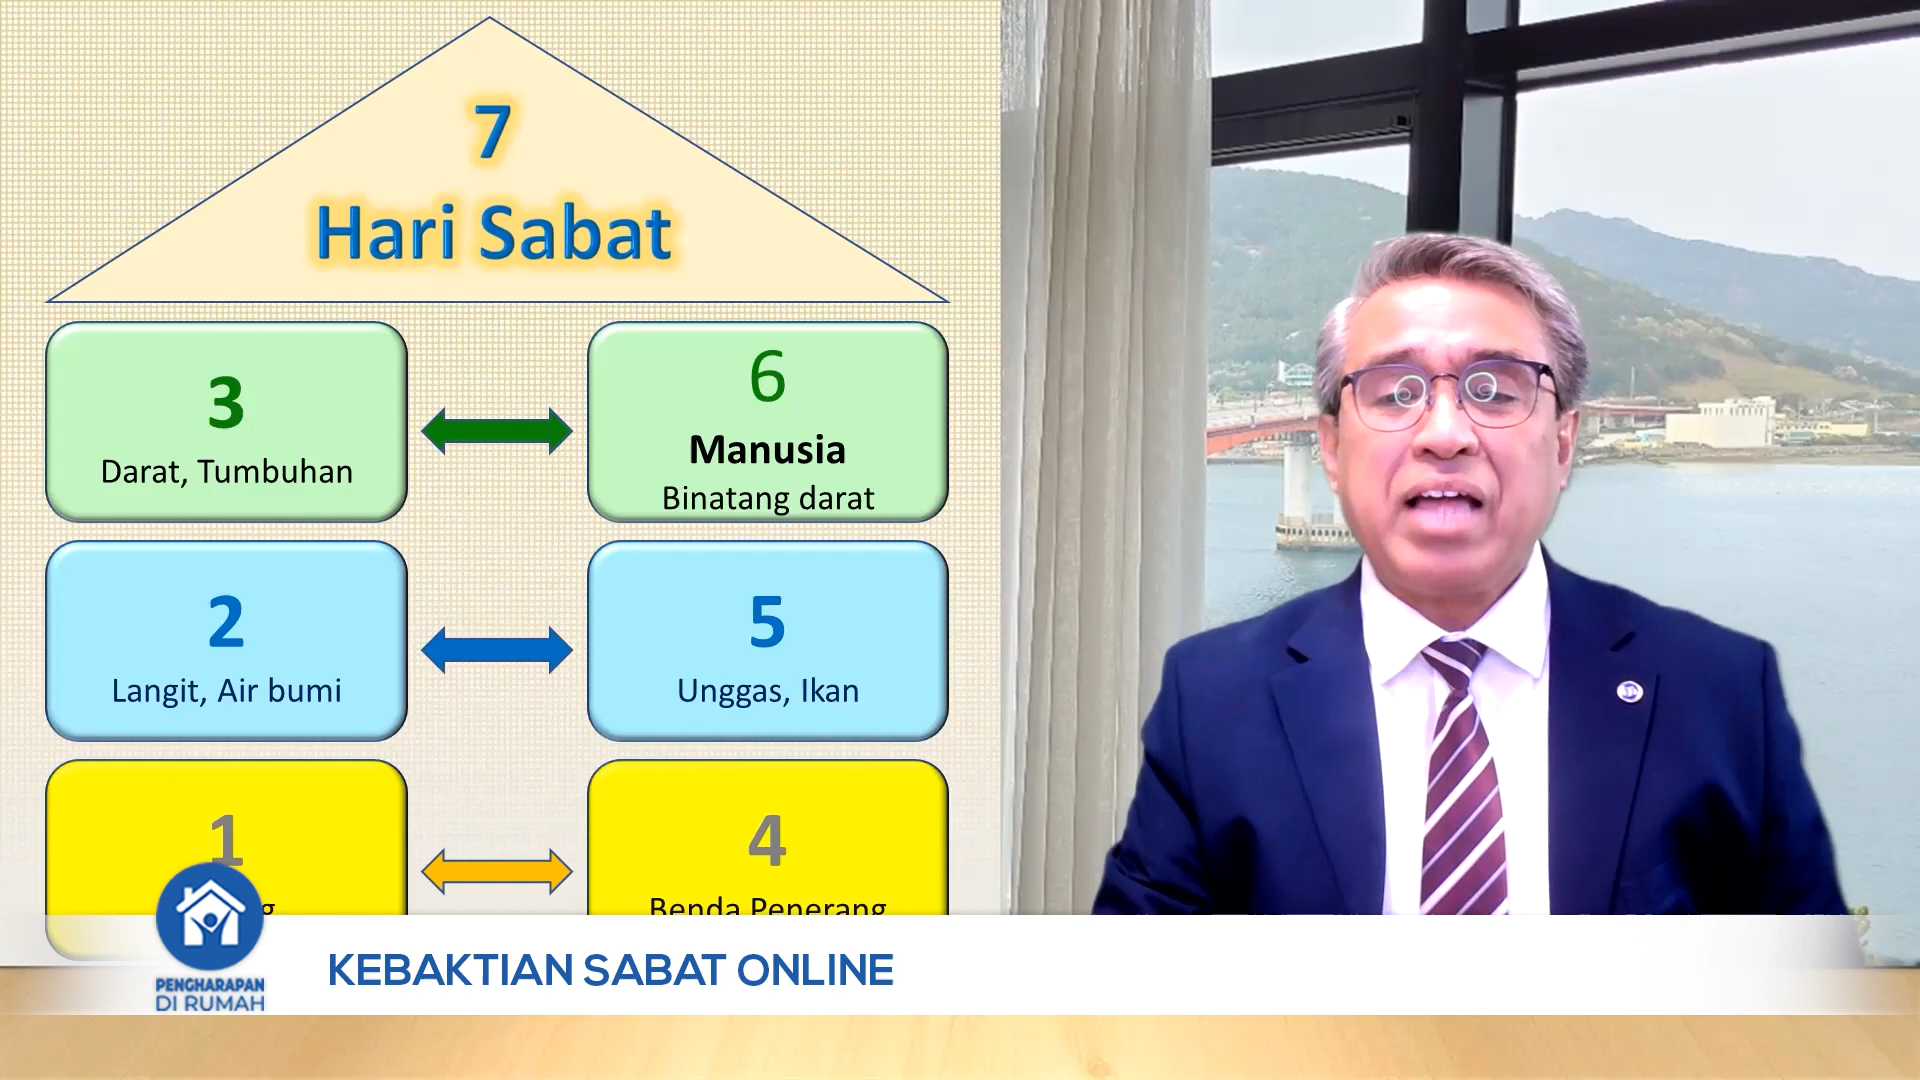 7
Hari Sabat
3
Darat, Tumbuhan
6
Manusia
Binatang darat
2
Langit, Air bumi
5
Unggas, Ikan
1
4
Benda Penerang
PENGHARAPAN
DI RUMAH
KEBAKTIAN SABAT ONLINE